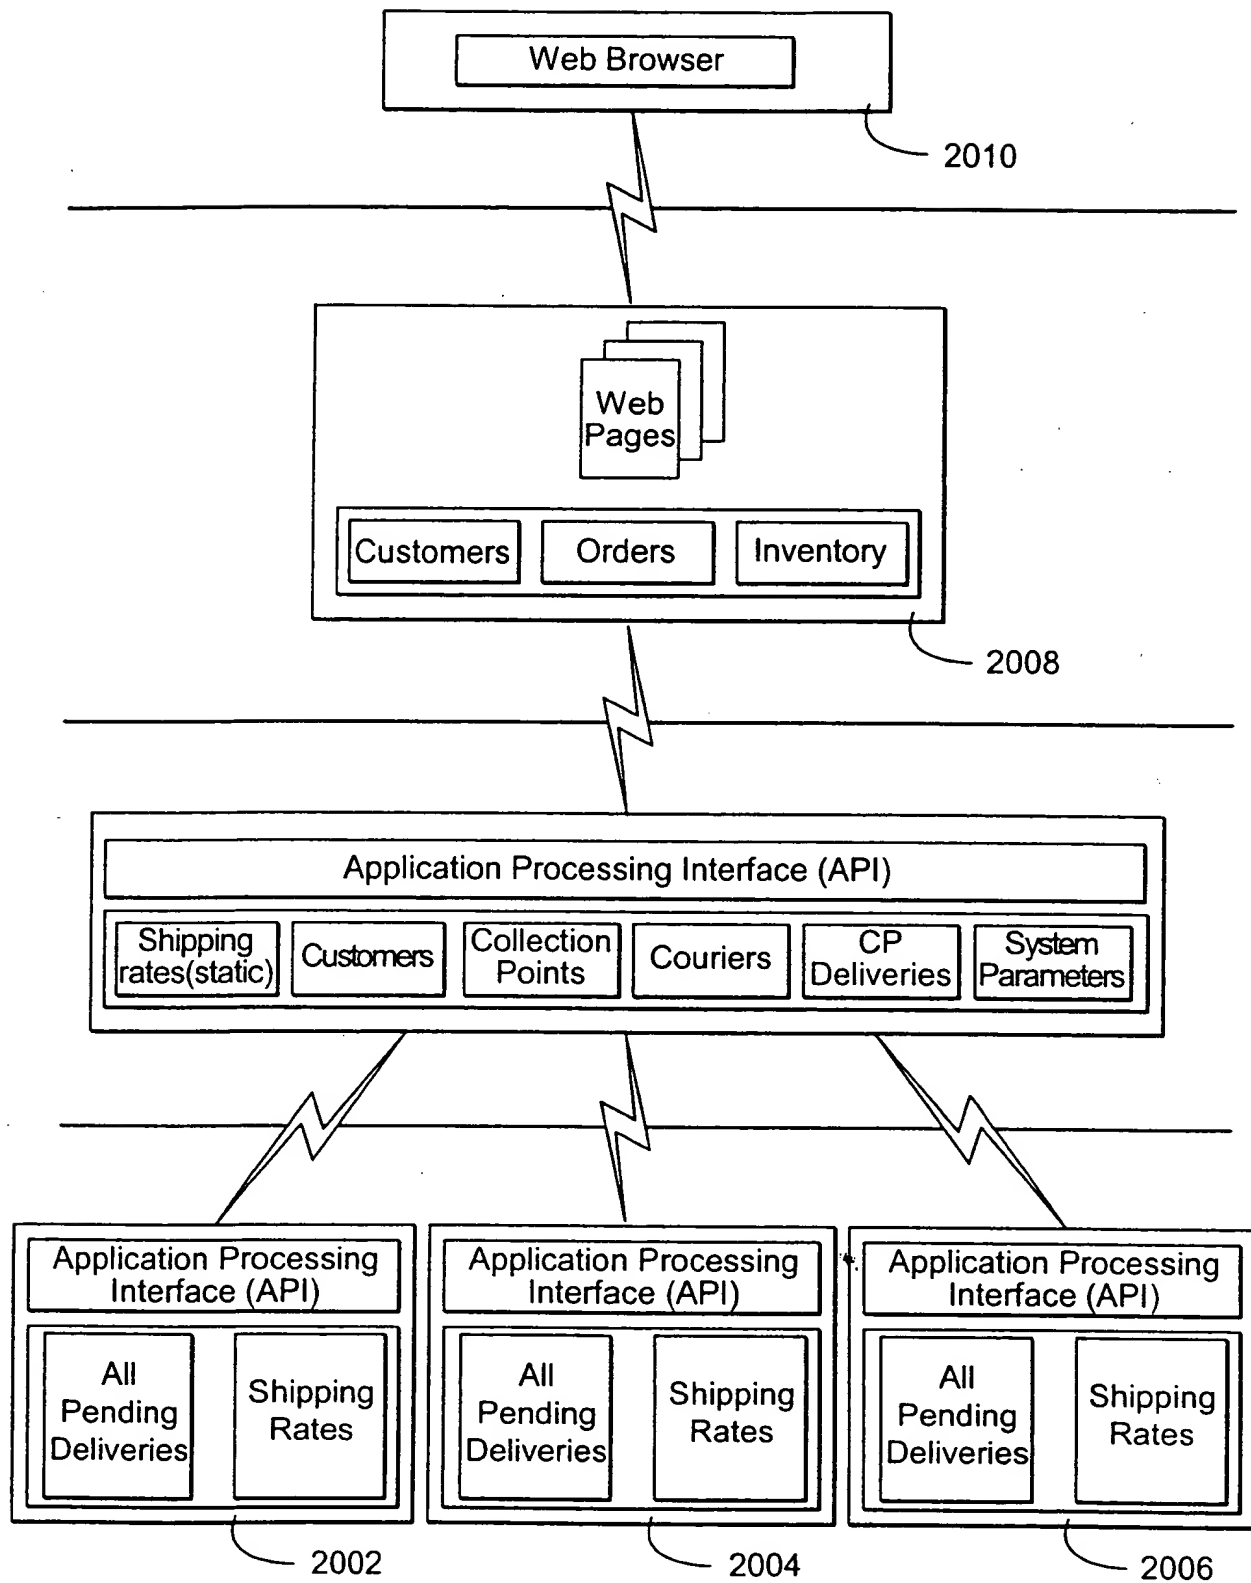 Web Browser
2010
Web
Pages
Customers
Orders
Inventory
2008
Application Processing Interface (API)
Shipping
rates(static)
Customers
Collection
Points
Couriers
CP
Deliveries
System
Parameters
Application Processing
Interface (API)
All
Pending
Deliveries
Shipping
Rates
2002
Application Processing
Interface (API)
All
Pending
Deliveries
Shipping
Rates
2004
Application Processing
Interface (API)
All
Pending
Deliveries
Shipping
Rates
2006